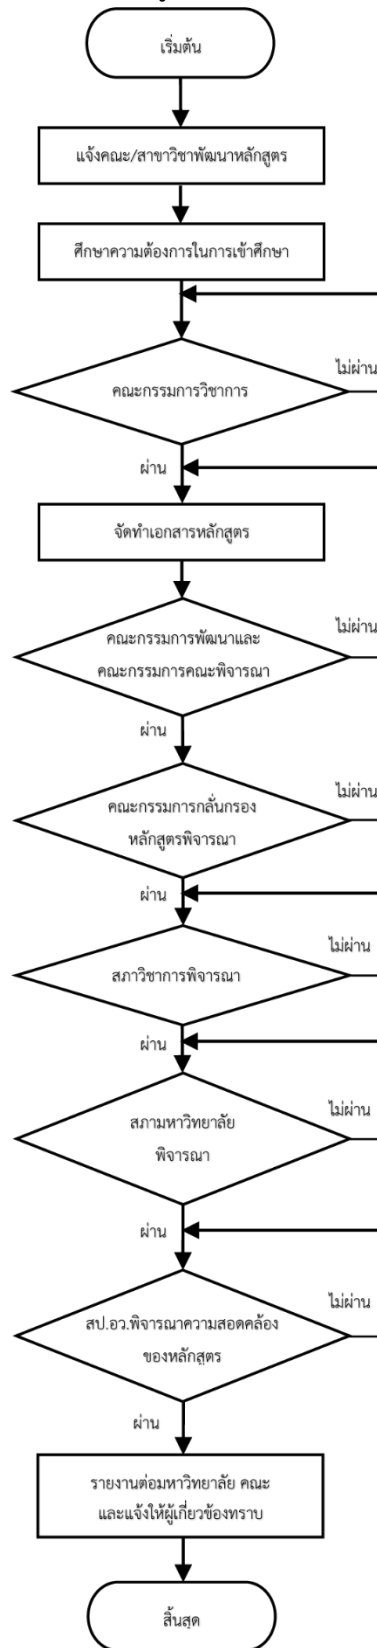 เริ่มต้น
แจ้งคณะ/สาขาวิชาพัฒนาหลักสูตร
ศึกษาความต้องการในการเข้าศึกษา
คณะกรรมการวิชาการ
ไม่ผ่าน
ผ่าน
จัดทำเอกสารหลักสูตร
คณะกรรมการพัฒนาและ
คณะกรรมการคณะพิจารณา
ไม่ผ่าน
ผ่าน
คณะกรรมการกลั่นกรอง
หลักสูตรพิจารณา
ไม่ผ่าน
ผ่าน
สภาวิชาการพิจารณา
ไม่ผ่าน
ผ่าน
สภามหาวิทยาลัย
พิจารณา
ไม่ผ่าน
ผ่าน
สป.อว.พิจารณาความสอดคล้อง
ของหลักสูตร
ไม่ผ่าน
ผ่าน
รายงานต่อมหาวิทยาลัย คณะ
และแจ้งให้ผู้เกี่ยวข้องทราบ
สิ้นสุด